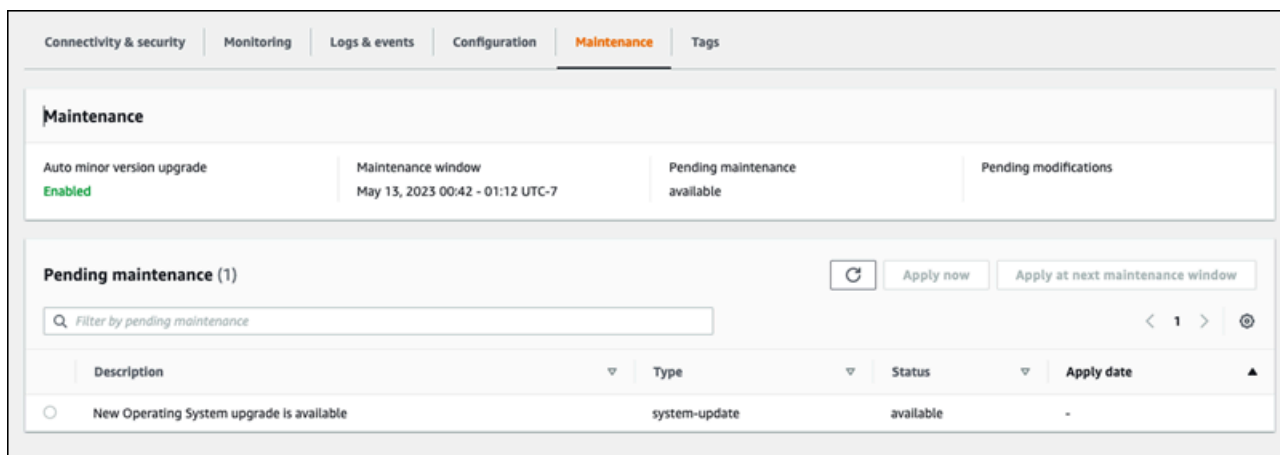 Connectivity & security Monitoring Logs & events Configuration Maintenance Tags
Maintenance
Auto minor version upgrade Maintenance window Pending maintenance Pending modifications
Enabled May 13, 2023 00:42 - 01:12 UTC-7 available
Pending maintenance (1) Apply now Apply at next maintenance window
Filter by pending maintenance 1
Description Type Status Apply date
New Operating System upgrade is available system-update available -